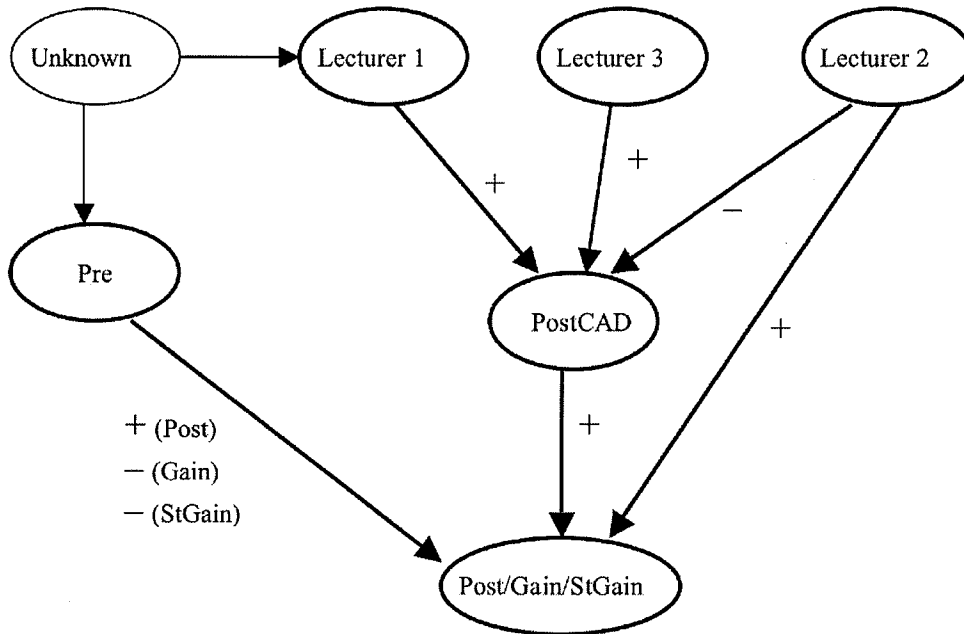 Unknown
Lecturer 1
Lecturer 3
Lecturer 2
+
+
−
Pre
PostCAD
+
+ (Post)
− (Gain)
− (StGain)
+
Post/Gain/StGain